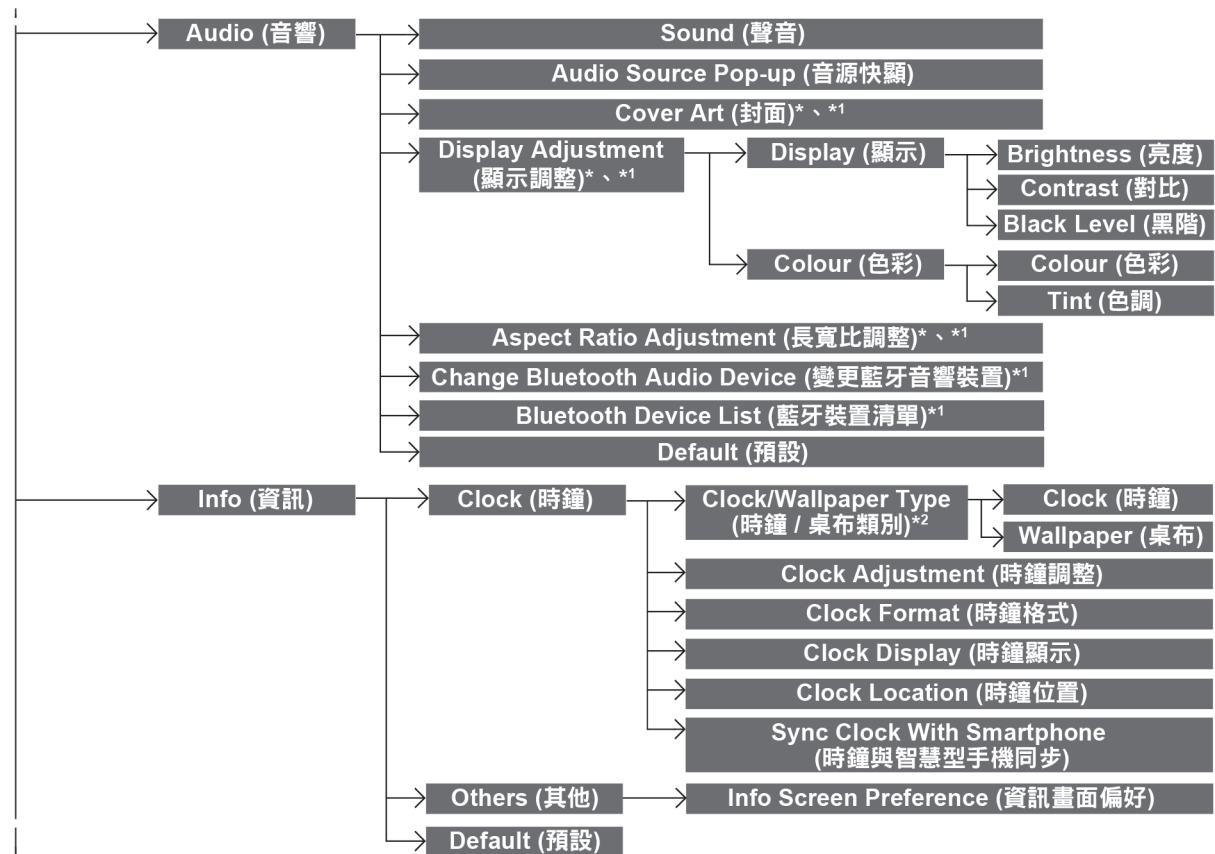 Audio (音響)
Sound (聲音)
Audio Source Pop-up (音源快顯)
Cover Art (封面)*、*1
Display Adjustment
(顯示調整)*、*1
Display (顯示)
Brightness (亮度)
Contrast (對比)
Black Level (黑階)
Colour (色彩)
Colour (色彩)
Tint (色調)
Aspect Ratio Adjustment (長寬比調整)*、*1
Change Bluetooth Audio Device (變更藍牙音響裝置)*1
Bluetooth Device List (藍牙裝置清單)*1
Default (預設)
Info (資訊)
Clock (時鐘)
Clock/Wallpaper Type
(時鐘 / 桌布類別)*2
Clock (時鐘)
Wallpaper (桌布)
Clock Adjustment (時鐘調整)
Clock Format (時鐘格式)
Clock Display (時鐘顯示)
Clock Location (時鐘位置)
Sync Clock With Smartphone
(時鐘與智慧型手機同步)
Others (其他)
Info Screen Preference (資訊畫面偏好)
Default (預設)